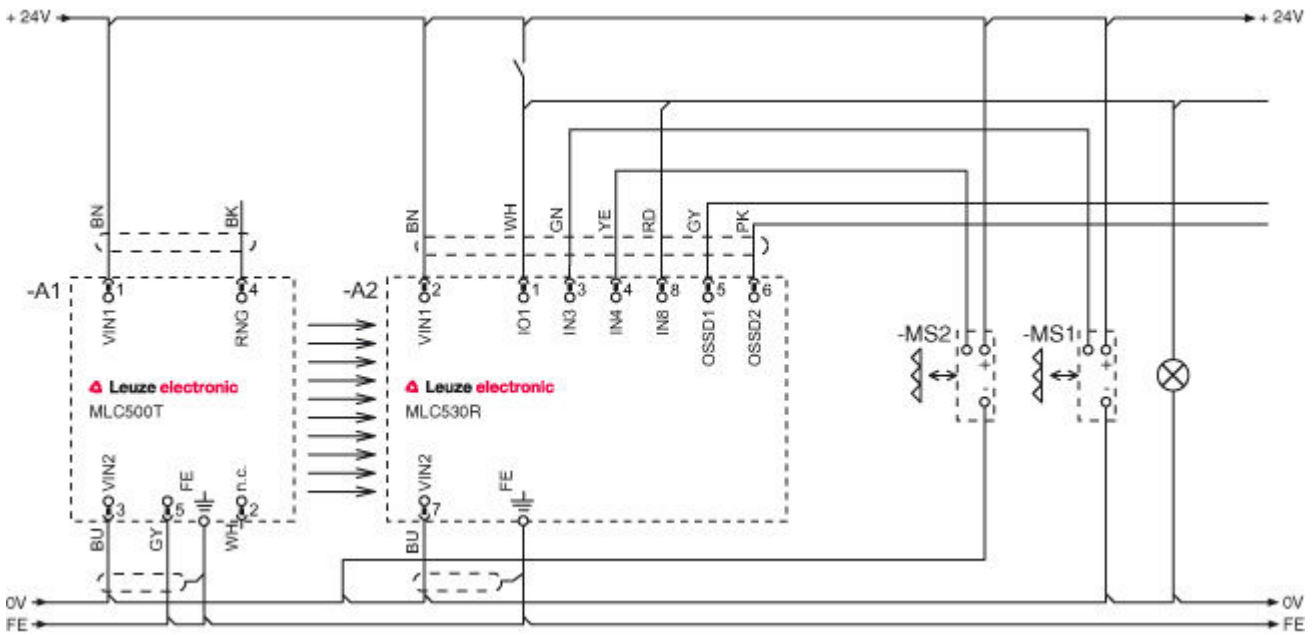 + 24V
+ 24V
BN
BK
BN
WH
GN
YE
RD
GY
PK
-A1
1
4
VIN1
RNG
-A2
2
1
3
4
8
5
6
VIN1
IO1
IN3
IN4
IN8
OSSD1
OSSD2
-MS2
+
-
-MS1
+
-
Leuze electronic
MLC500T
Leuze electronic
MLC530R
VIN2
FE
n.c.
3
5
2
VIN2
FE
7
BU
GY
WH
BU
0V
0V
FE
FE